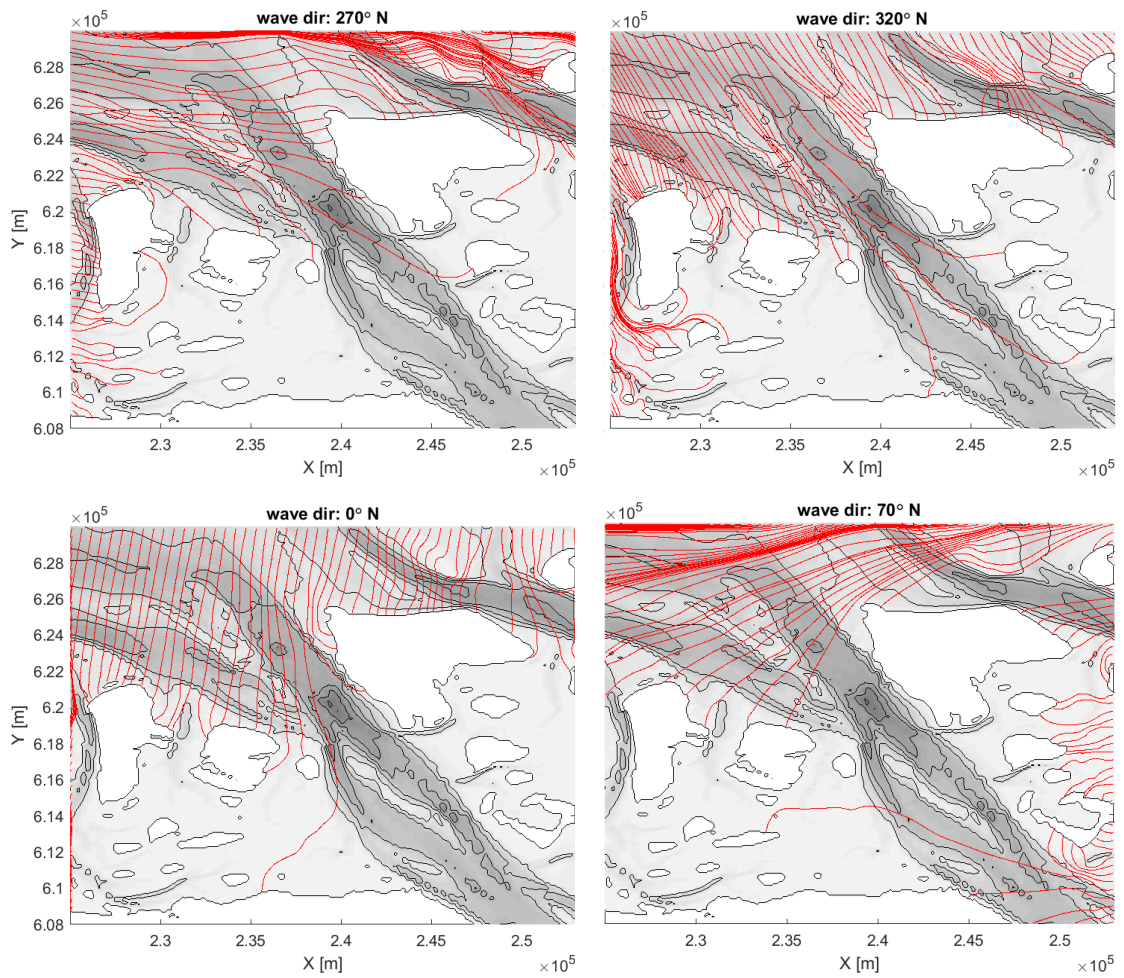 wave dir: 270° N
×10⁵
6.28
6.26
6.24
6.22
6.2
6.18
6.16
6.14
6.12
6.1
6.08
Y [m]
2.3 2.35 2.4 2.45 2.5
X [m]
×10⁵
wave dir: 320° N
×10⁵
2.3 2.35 2.4 2.45 2.5
X [m]
×10⁵
wave dir: 0° N
×10⁵
6.28
6.26
6.24
6.22
6.2
6.18
6.16
6.14
6.12
6.1
6.08
Y [m]
2.3 2.35 2.4 2.45 2.5
X [m]
×10⁵
wave dir: 70° N
×10⁵
2.3 2.35 2.4 2.45 2.5
X [m]
×10⁵